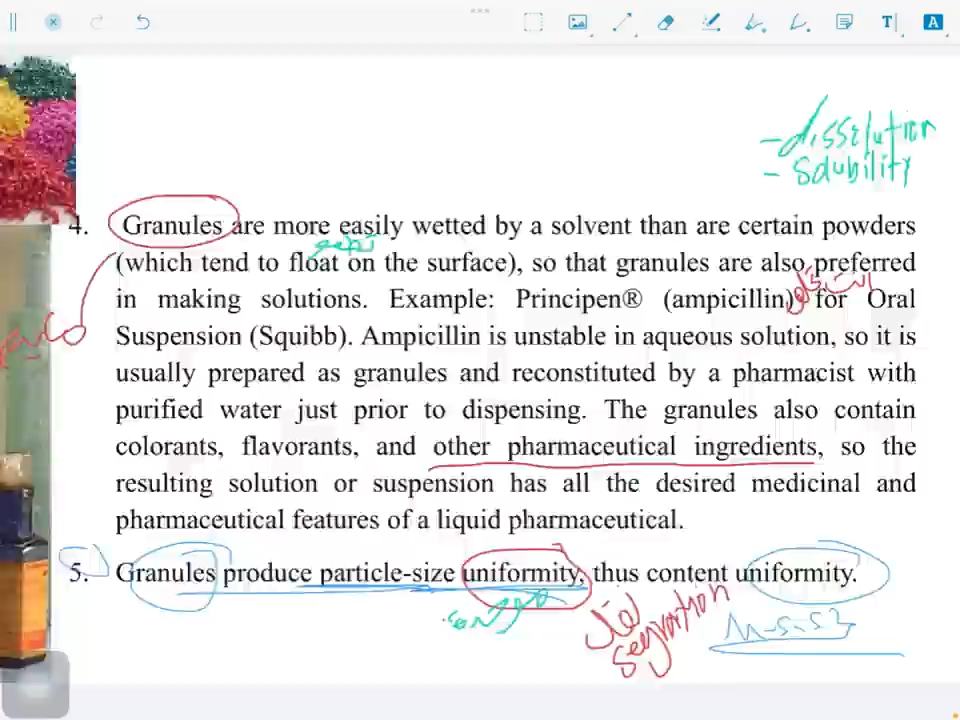 -dissolution
- Solubility
4. Granules are more easily wetted by a solvent than are certain powders
(which tend to float on the surface), so that granules are also preferred
in making solutions. Example: Principen® (ampicillin) for Oral
Suspension (Squibb). Ampicillin is unstable in aqueous solution, so it is
usually prepared as granules and reconstituted by a pharmacist with
purified water just prior to dispensing. The granules also contain
colorants, flavorants, and other pharmaceutical ingredients, so the
resulting solution or suspension has all the desired medicinal and
pharmaceutical features of a liquid pharmaceutical.
5. Granules produce particle-size uniformity, thus content uniformity.